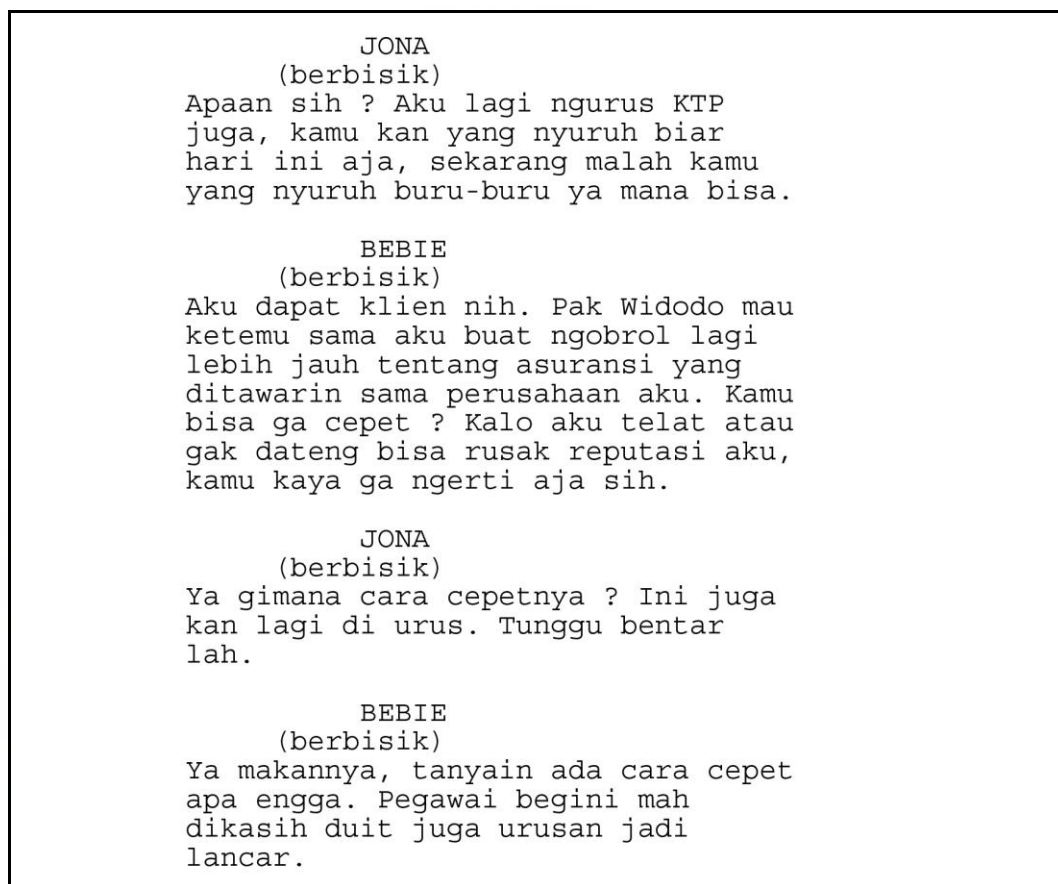 JONA
(berbisik)
Apaan sih ? Aku lagi ngurus KTP
juga, kamu kan yang nyuruh biar
hari ini aja, sekarang malah kamu
yang nyuruh buru-buru ya mana bisa.
BEBIE
(berbisik)
Aku dapat klien nih. Pak Widodo mau
ketemu sama aku buat ngobrol lagi
lebih jauh tentang asuransi yang
ditawarin sama perusahaan aku. Kamu
bisa ga cepet ? Kalo aku telat atau
gak dateng bisa rusak reputasi aku,
kamu kaya ga ngerti aja sih.
JONA
(berbisik)
Ya gimana cara cepetnya ? Ini juga
kan lagi di urus. Tunggu bentar
lah.
BEBIE
(berbisik)
Ya makannya, tanyain ada cara cepet
apa engga. Pegawai begini mah
dikasih duit juga urusan jadi
lancar.